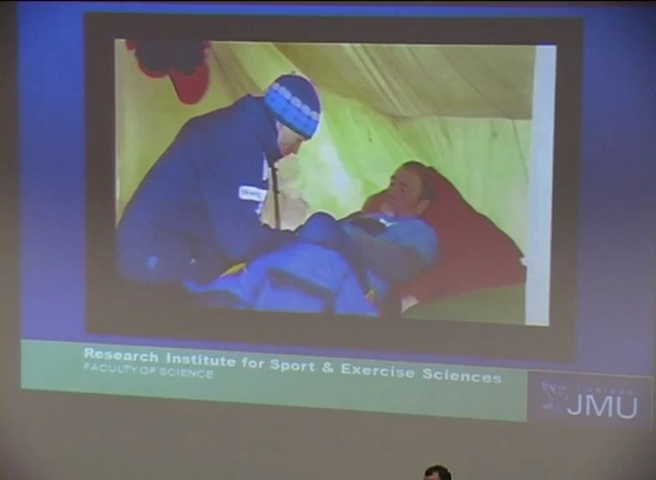 Research Institute for Sport & Exercise Sciences
FACULTY OF SCIENCE
JMU